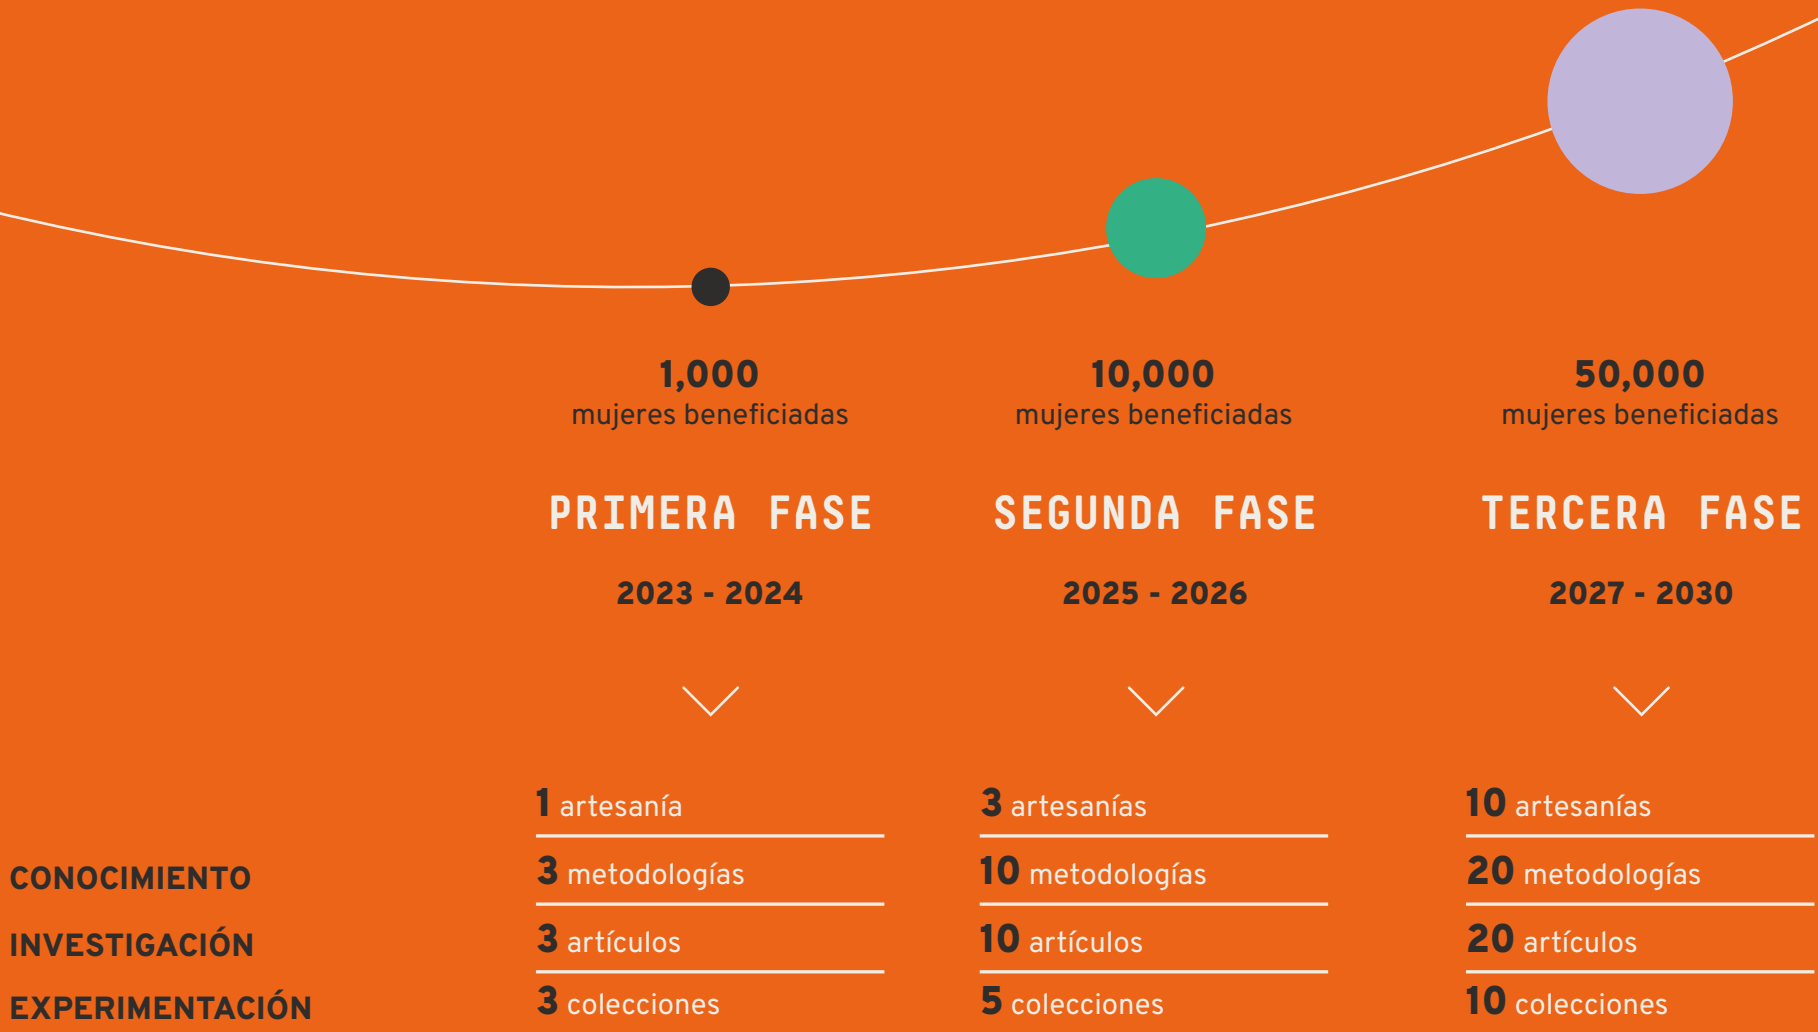 1,000
mujeres beneficiadas
PRIMERA FASE
2023 - 2024
10,000
mujeres beneficiadas
SEGUNDA FASE
2025 - 2026
50,000
mujeres beneficiadas
TERCERA FASE
2027 - 2030
1 artesanía
3 artesanías
10 artesanías
CONOCIMIENTO
3 metodologías
10 metodologías
20 metodologías
INVESTIGACIÓN
3 artículos
10 artículos
20 artículos
EXPERIMENTACIÓN
3 colecciones
5 colecciones
10 colecciones